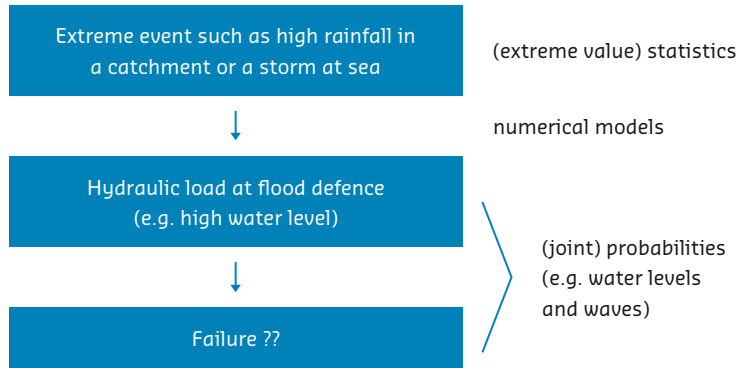 Extreme event such as high rainfall in
a catchment or a storm at sea
(extreme value) statistics
numerical models
Hydraulic load at flood defence
(e.g. high water level)
(joint) probabilities
(e.g. water levels
and waves)
Failure ??